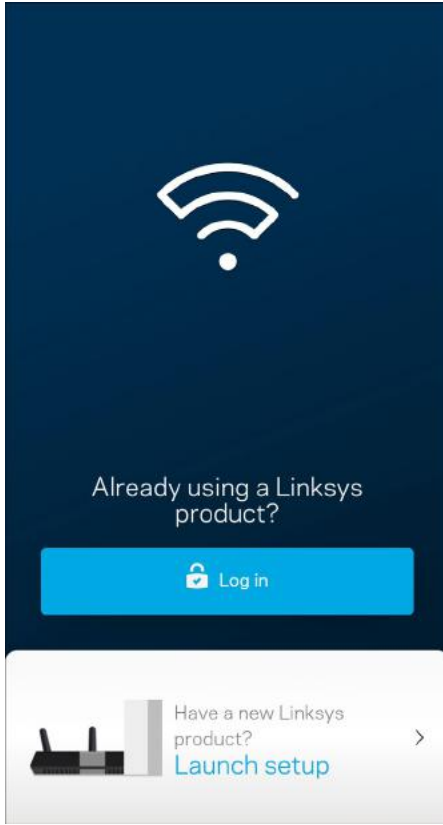 Already using a Linksys
product?
Log in
Have a new Linksys
product?
Launch setup